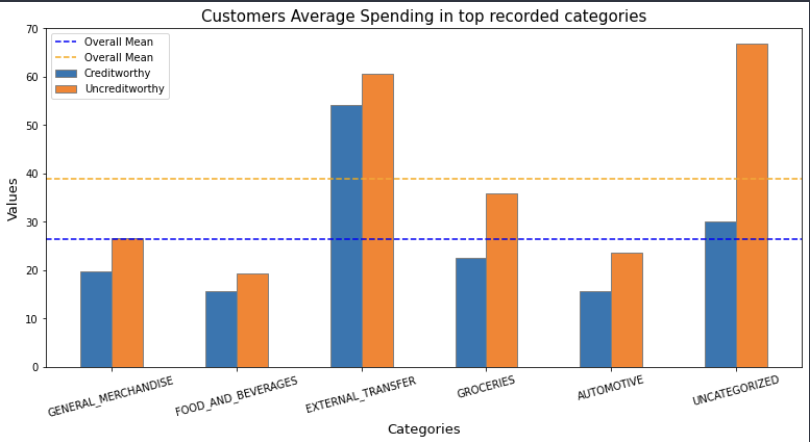 Customers Average Spending in top recorded categories
Overall Mean
Overall Mean
Creditworthy
Uncreditworthy
Values
70
60
50
40
30
20
10
0
GENERAL_MERCHANDISE
FOOD_AND_BEVERAGES
EXTERNAL_TRANSFER
GROCERIES
AUTOMOTIVE
UNCATEGORIZED
Categories